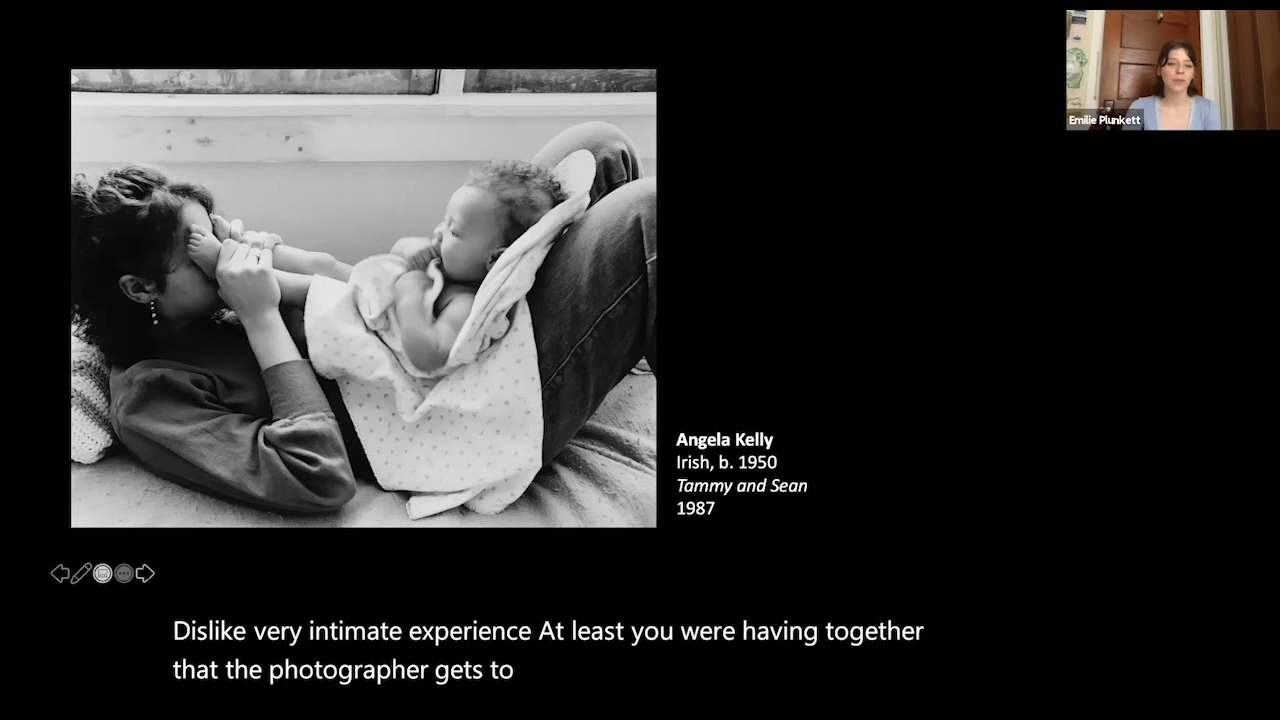 Emilie Plunkett
Angela Kelly
Irish, b. 1950
Tammy and Sean
1987
Dislike very intimate experience At least you were having together
that the photographer gets to